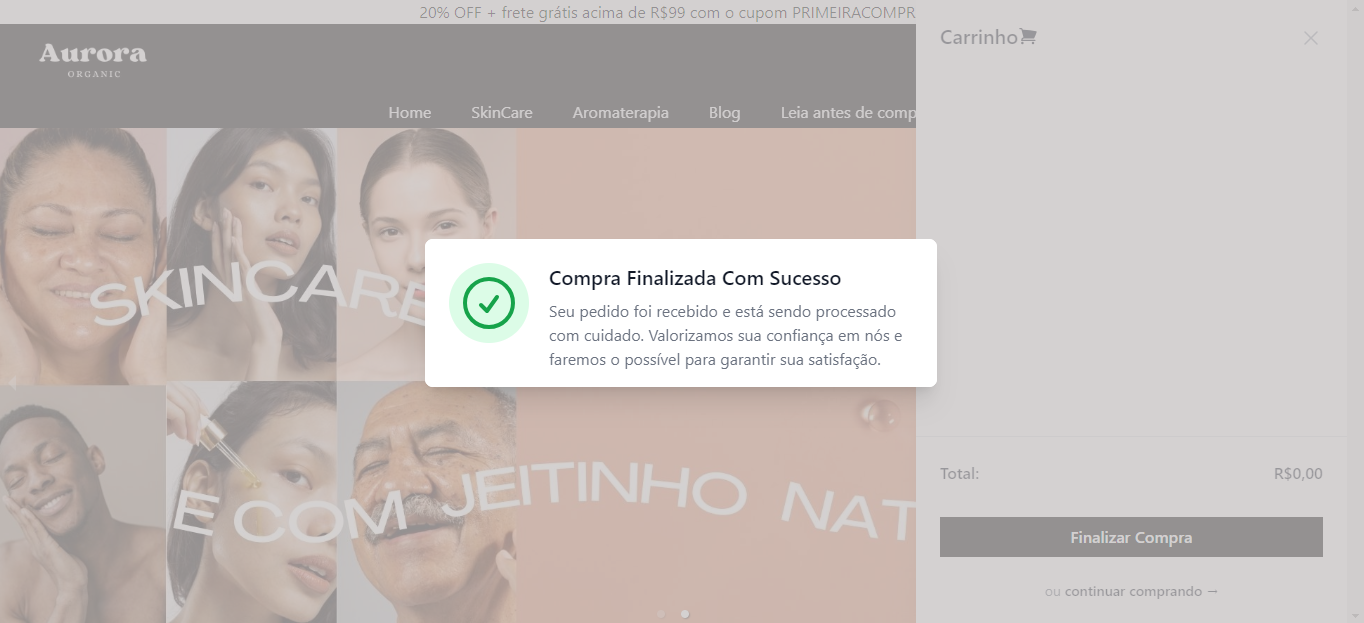 20% OFF + frete grátis acima de R$99 com o cupom PRIMEIRACOMPR
Aurora
ORGANIC
Home SkinCare Aromaterapia Blog Leia antes de comp
Carrinho
SKINCARE
E COM JEITINHO NAT
Compra Finalizada Com Sucesso
Seu pedido foi recebido e está sendo processado
com cuidado. Valorizamos sua confiança em nós e
faremos o possível para garantir sua satisfação.
Total: R$0,00
Finalizar Compra
ou continuar comprando →